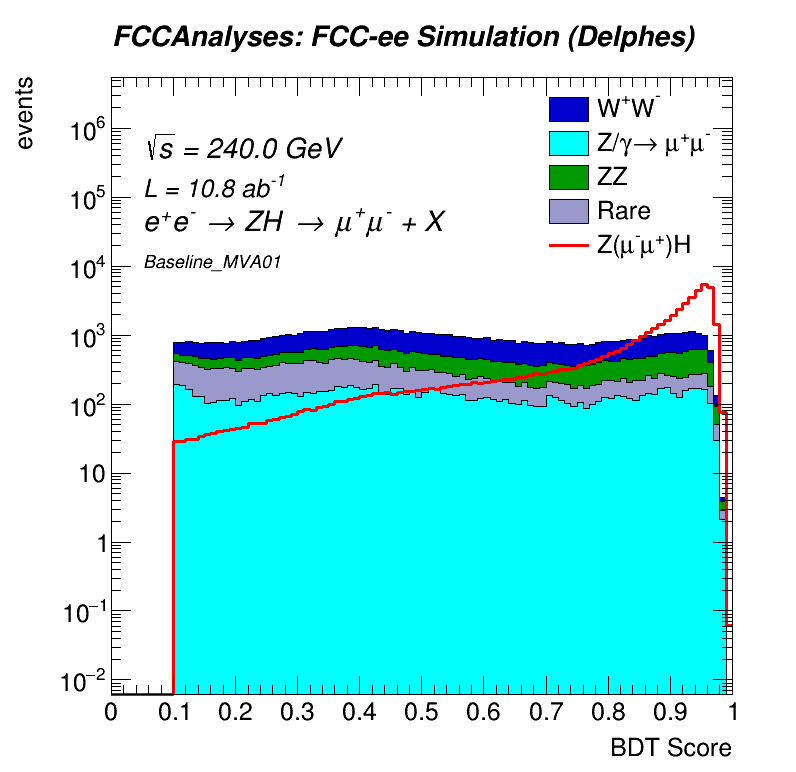 FCCAnalyses: FCC-ee Simulation (Delphes)
events
√s = 240.0 GeV
L = 10.8 ab⁻¹
e⁺e⁻ → ZH → μ⁺μ⁻ + X
Baseline_MVA01
W⁺W⁻
Z/γ→ μ⁺μ⁻
ZZ
Rare
Z(μ⁻μ⁺)H
10⁶
10⁵
10⁴
10³
10²
10
1
10⁻¹
10⁻²
0 0.1 0.2 0.3 0.4 0.5 0.6 0.7 0.8 0.9 1
BDT Score